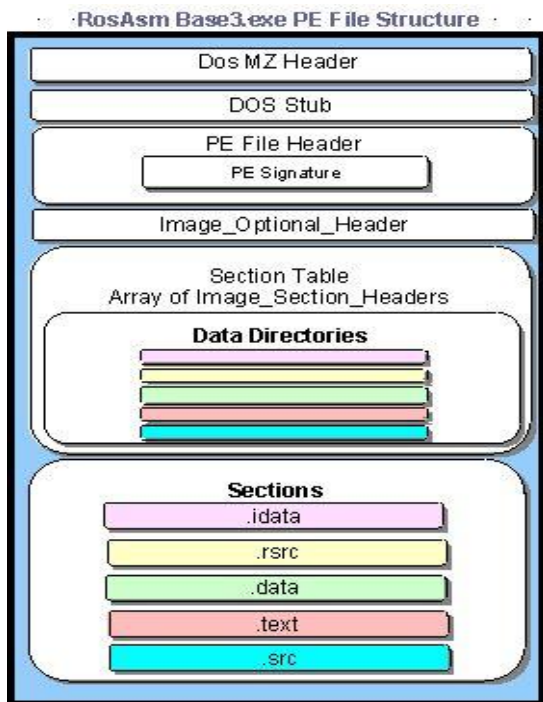 RosAsm Base3.exe PE File Structure
Dos MZ Header
DOS Stub
PE File Header
PE Signature
Image_Optional_Header
Section Table
Array of Image_Section_Headers
Data Directories
Sections
.idata
.rsrc
.data
.text
.src